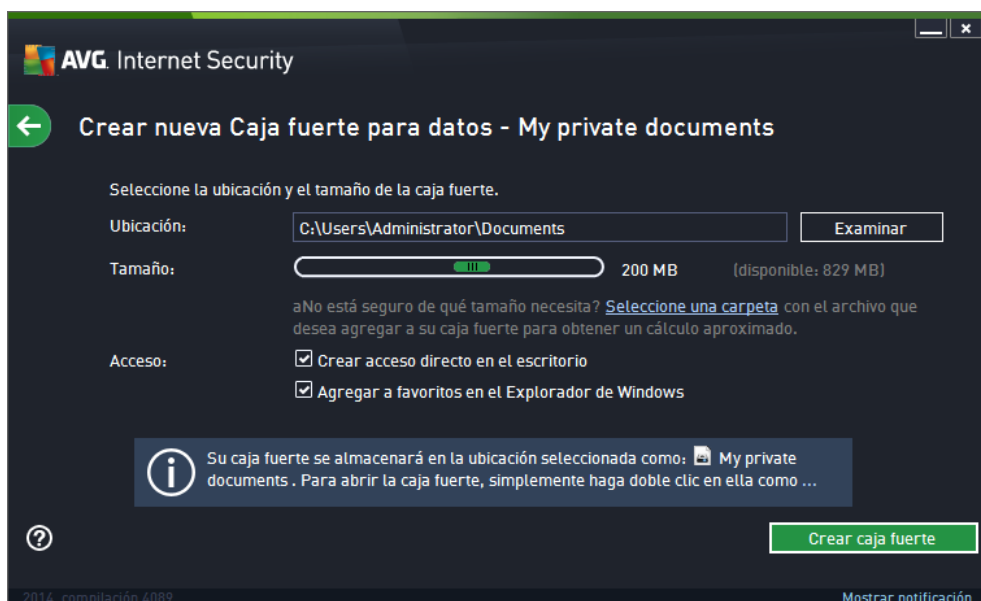 AVG. Internet Security
Crear nueva Caja fuerte para datos - My private documents
Seleccione la ubicación y el tamaño de la caja fuerte.
Ubicación: C:\Users\Administrator\Documents Examinar
Tamaño: 200 MB (disponible: 829 MB)
aNo está seguro de qué tamaño necesita? Seleccione una carpeta con el archivo que
desea agregar a su caja fuerte para obtener un cálculo aproximado.
Acceso: Crear acceso directo en el escritorio
Agregar a favoritos en el Explorador de Windows
Su caja fuerte se almacenará en la ubicación seleccionada como: My private
documents . Para abrir la caja fuerte, simplemente haga doble clic en ella como ...
Crear caja fuerte
2014 compilación 4089 Mostrar notificación